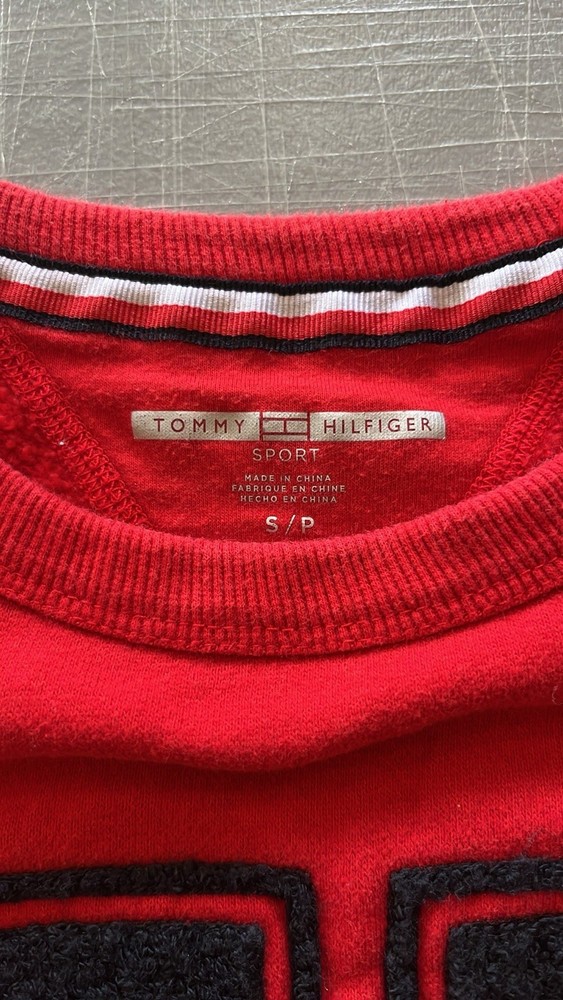 TOMMY HILFIGER
SPORT
MADE IN CHINA
FABRIQUE EN CHINE
HECHO EN CHINA
S/P